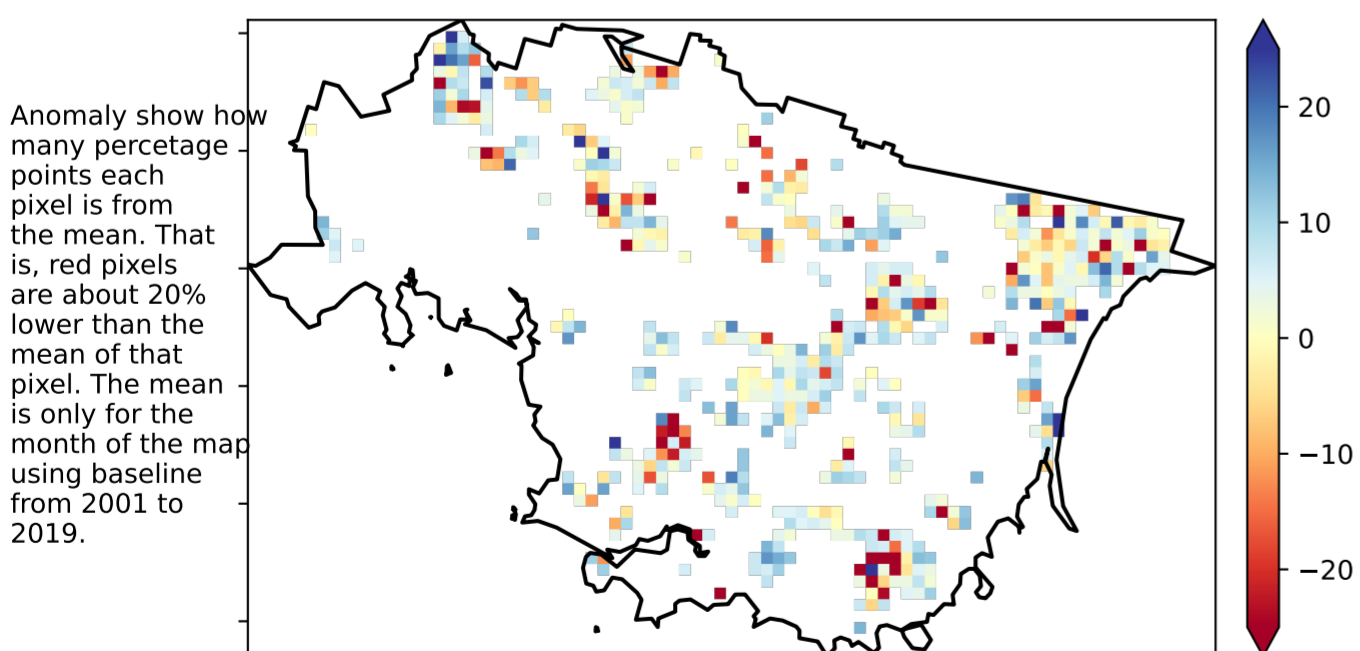 Anomaly show how
many percetage
points each
pixel is from
the mean. That
is, red pixels
are about 20%
lower than the
mean of that
pixel. The mean
is only for the
month of the map
using baseline
from 2001 to
2019.
20
10
0
−10
−20